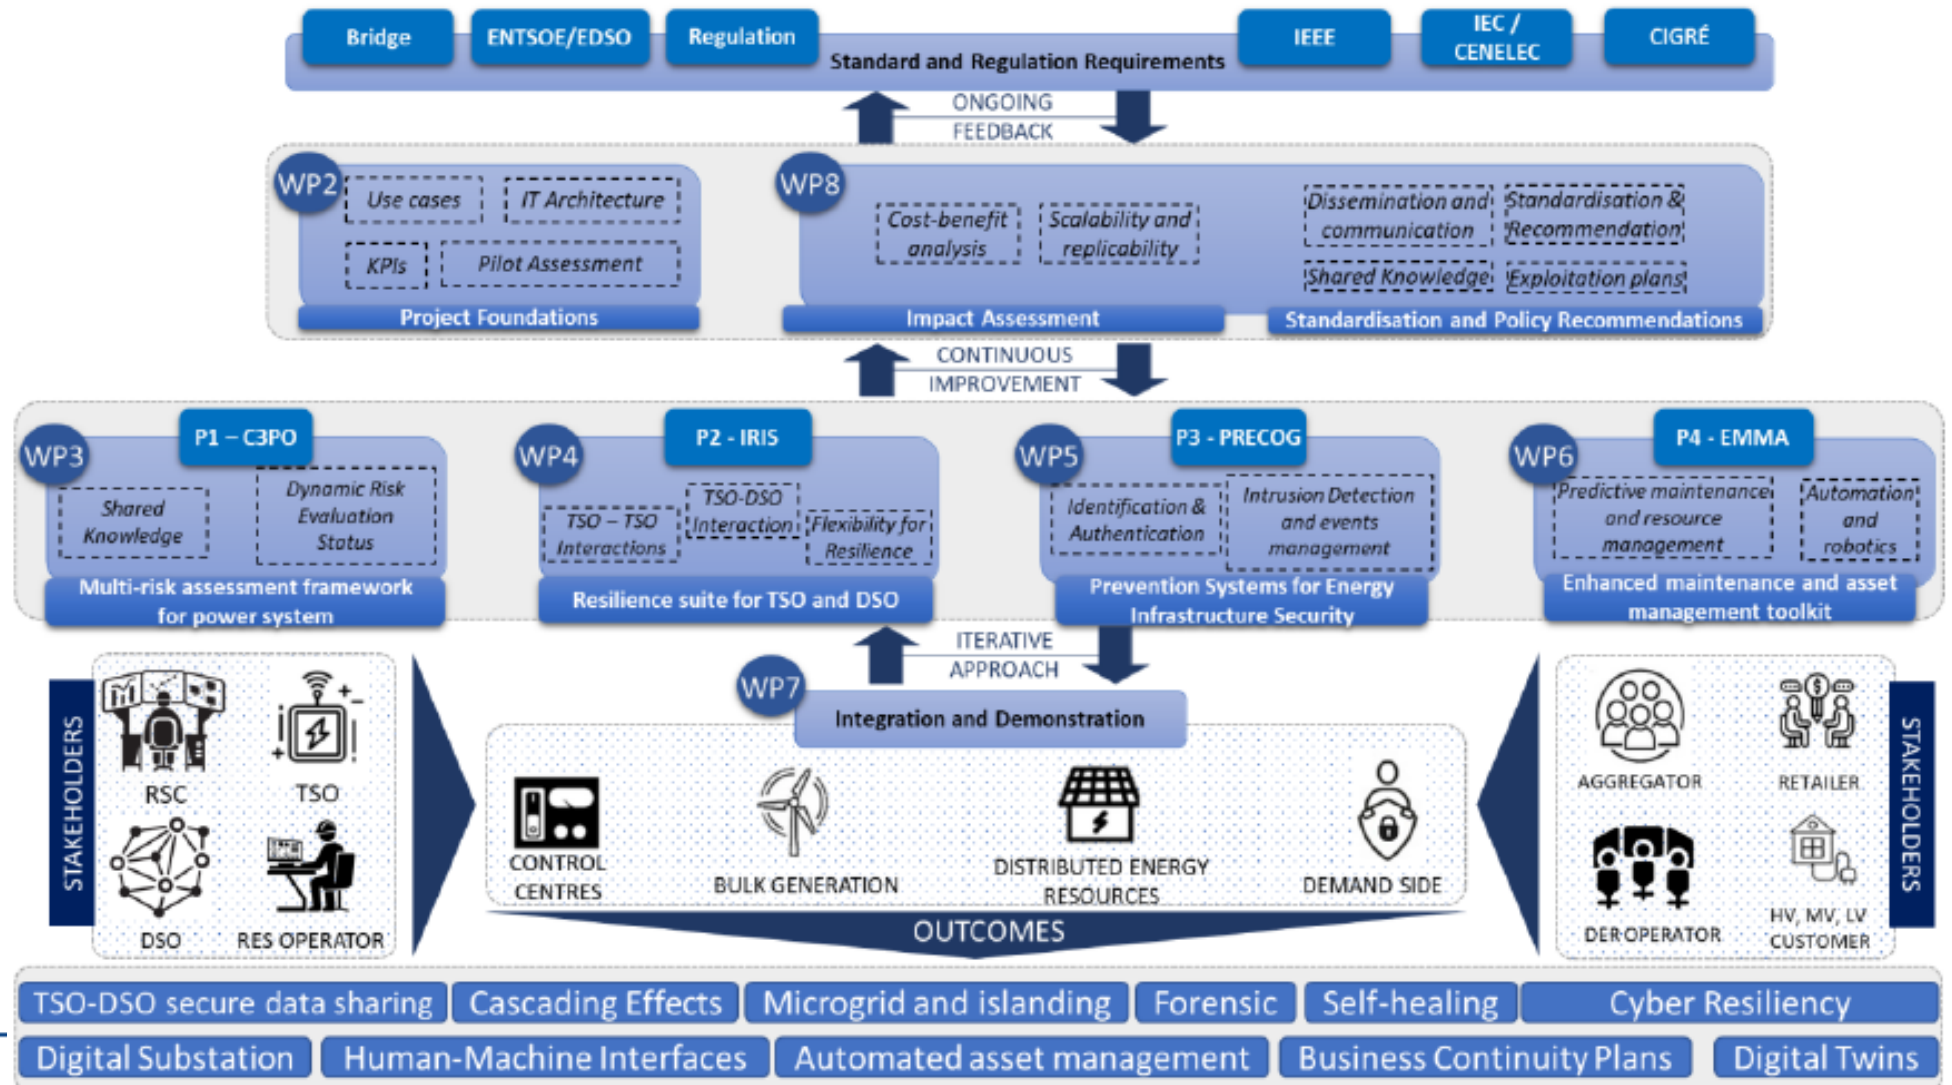 Bridge
ENTSOE/EDSO
Regulation
IEEE
IEC /
CENELEC
CIGRÉ
Standard and Regulation Requirements
ONGOING
FEEDBACK
WP2
Use cases
IT Architecture
KPIs
Pilot Assessment
Project Foundations
WP8
Cost-benefit
analysis
Scalability and
replicability
Impact Assessment
Dissemination and
communication
Standardisation &
Recommendation
Shared Knowledge
Exploitation plans
Standardisation and Policy Recommendations
CONTINUOUS
IMPROVEMENT
WP3
P1 – C3PO
Shared
Knowledge
Dynamic Risk
Evaluation
Status
Multi-risk assessment framework
for power system
WP4
P2 - IRIS
TSO – TSO
Interactions
TSO-DSO
Interaction
Flexibility for
Resilience
Resilience suite for TSO and DSO
WP5
P3 - PRECOG
Identification &
Authentication
Intrusion Detection
and events
management
Prevention Systems for Energy
Infrastructure Security
WP6
P4 - EMMA
Predictive maintenance
and resource
management
Automation
and
robotics
Enhanced maintenance and asset
management toolkit
ITERATIVE
APPROACH
WP7
Integration and Demonstration
STAKEHOLDERS
RSC
TSO
DSO
RES OPERATOR
CONTROL
CENTRES
BULK GENERATION
DISTRIBUTED ENERGY
RESOURCES
DEMAND SIDE
AGGREGATOR
RETAILER
DER OPERATOR
HV, MV, LV
CUSTOMER
STAKEHOLDERS
OUTCOMES
TSO-DSO secure data sharing
Cascading Effects
Microgrid and islanding
Forensic
Self-healing
Cyber Resiliency
Digital Substation
Human-Machine Interfaces
Automated asset management
Business Continuity Plans
Digital Twins